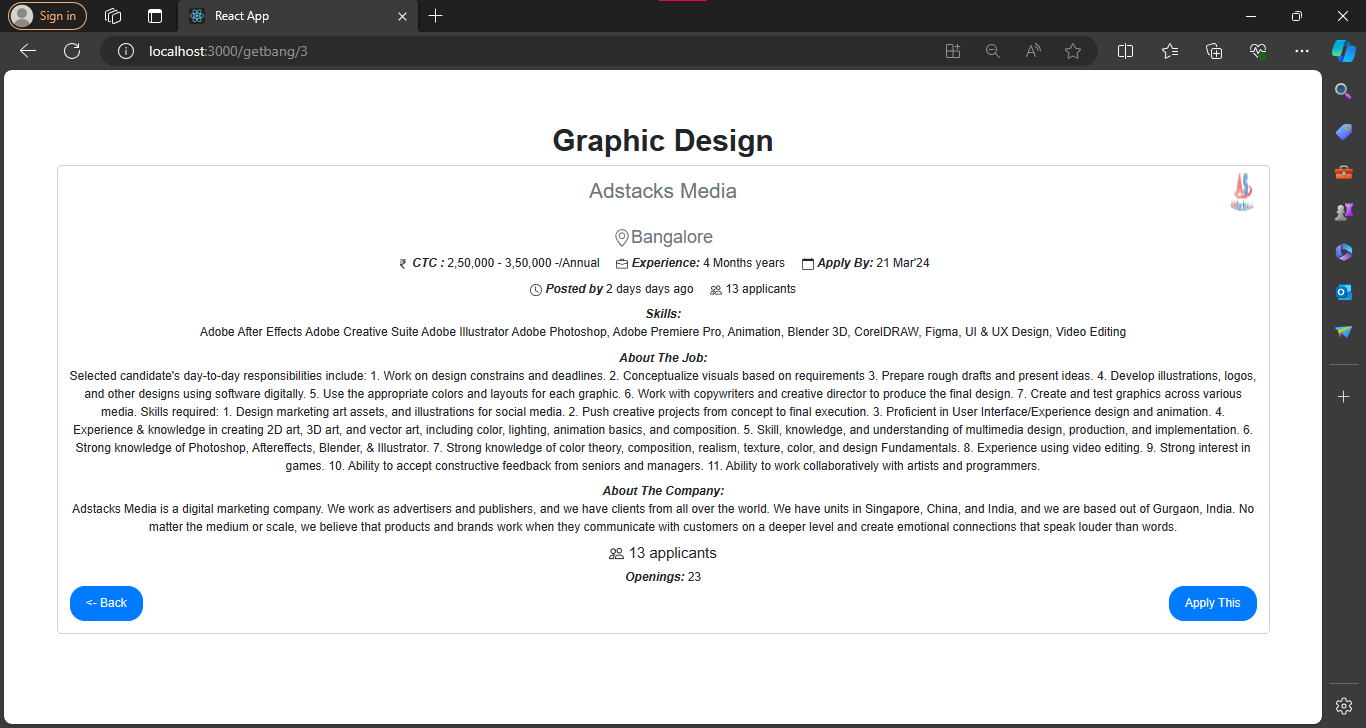 Sign in
React App
localhost:3000/getbang/3
Graphic Design
Adstacks Media
Bangalore
₹ CTC : 2,50,000 - 3,50,000 -/Annual Experience: 4 Months years Apply By: 21 Mar'24
Posted by 2 days days ago 13 applicants
Skills:
Adobe After Effects Adobe Creative Suite Adobe Illustrator Adobe Photoshop, Adobe Premiere Pro, Animation, Blender 3D, CorelDRAW, Figma, UI & UX Design, Video Editing
About The Job:
Selected candidate's day-to-day responsibilities include: 1. Work on design constrains and deadlines. 2. Conceptualize visuals based on requirements 3. Prepare rough drafts and present ideas. 4. Develop illustrations, logos,
and other designs using software digitally. 5. Use the appropriate colors and layouts for each graphic. 6. Work with copywriters and creative director to produce the final design. 7. Create and test graphics across various
media. Skills required: 1. Design marketing art assets, and illustrations for social media. 2. Push creative projects from concept to final execution. 3. Proficient in User Interface/Experience design and animation. 4.
Experience & knowledge in creating 2D art, 3D art, and vector art, including color, lighting, animation basics, and composition. 5. Skill, knowledge, and understanding of multimedia design, production, and implementation. 6.
Strong knowledge of Photoshop, Aftereffects, Blender, & Illustrator. 7. Strong knowledge of color theory, composition, realism, texture, color, and design Fundamentals. 8. Experience using video editing. 9. Strong interest in
games. 10. Ability to accept constructive feedback from seniors and managers. 11. Ability to work collaboratively with artists and programmers.
About The Company:
Adstacks Media is a digital marketing company. We work as advertisers and publishers, and we have clients from all over the world. We have units in Singapore, China, and India, and we are based out of Gurgaon, India. No
matter the medium or scale, we believe that products and brands work when they communicate with customers on a deeper level and create emotional connections that speak louder than words.
13 applicants
Openings: 23
<- Back
Apply This